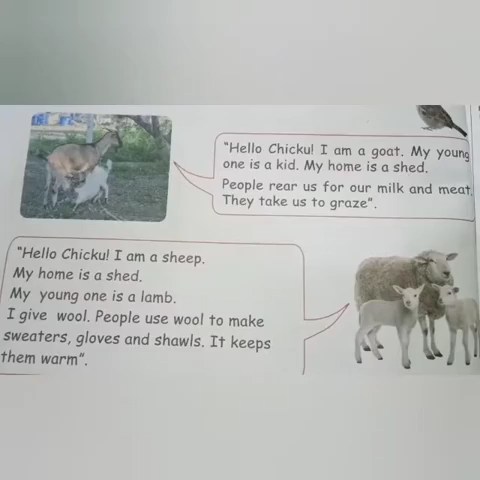 "Hello Chicku! I am a goat. My young
one is a kid. My home is a shed.
People rear us for our milk and meat.
They take us to graze".
"Hello Chicku! I am a sheep.
My home is a shed.
My young one is a lamb.
I give wool. People use wool to make
sweaters, gloves and shawls. It keeps
them warm".